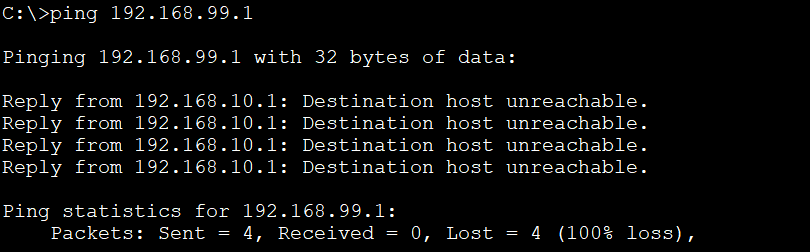 C:\>ping 192.168.99.1
Pinging 192.168.99.1 with 32 bytes of data:
Reply from 192.168.10.1: Destination host unreachable.
Reply from 192.168.10.1: Destination host unreachable.
Reply from 192.168.10.1: Destination host unreachable.
Reply from 192.168.10.1: Destination host unreachable.
Ping statistics for 192.168.99.1:
    Packets: Sent = 4, Received = 0, Lost = 4 (100% loss),